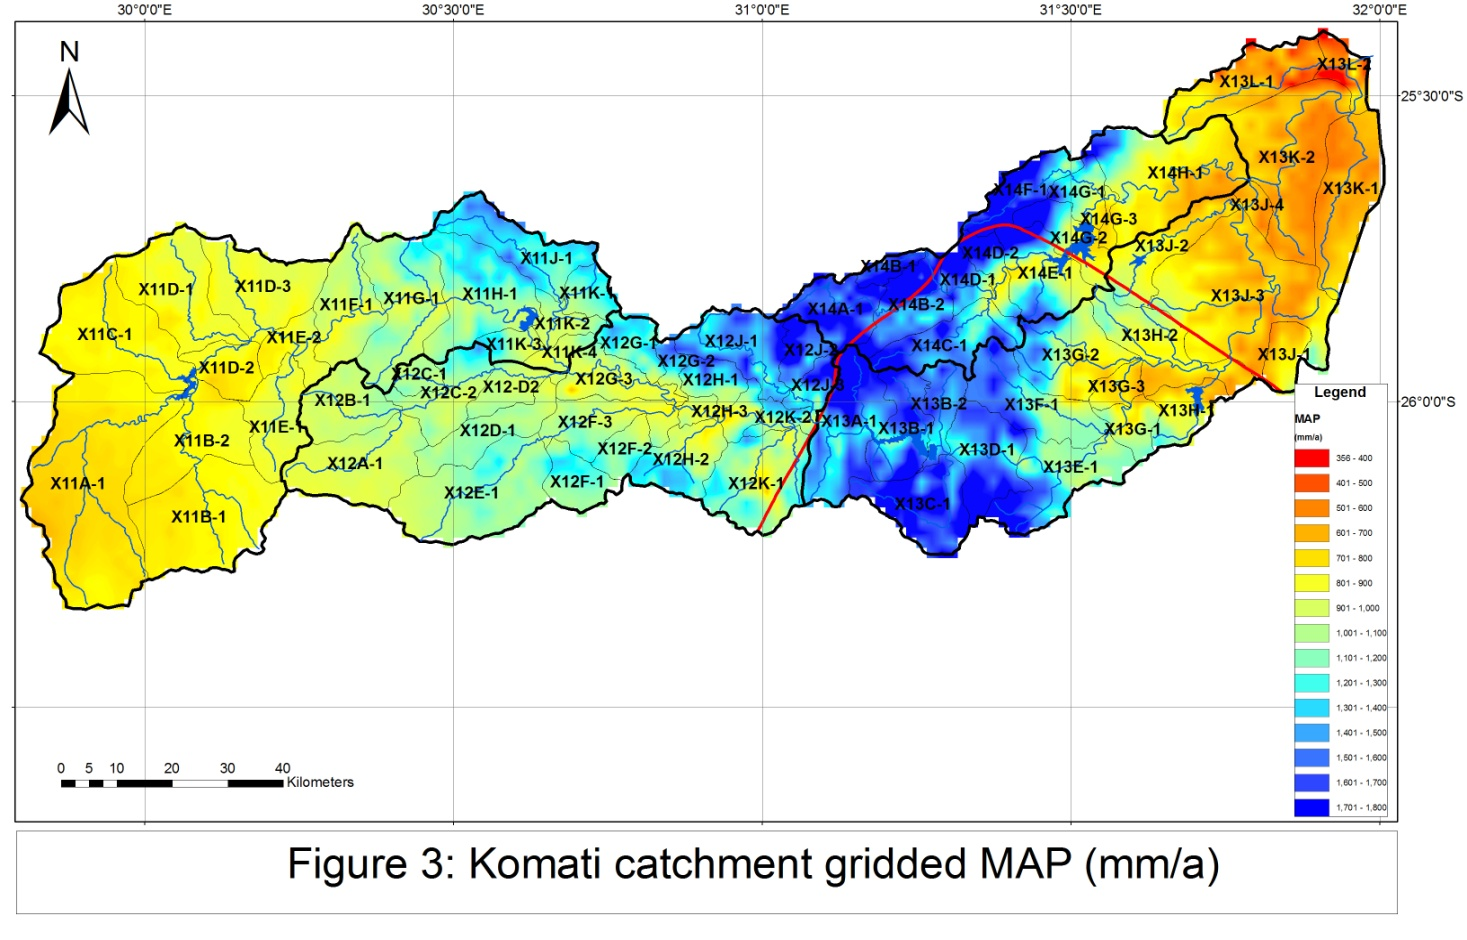 30°0'0"E 30°30'0"E 31°0'0"E 31°30'0"E 32°0'0"E
N
X13L-2
X13L-1
25°30'0"S
X13K-2
X14H-1
X14F-1 X14G-1 X13K-1
X13J-4
X14G-3
X14G-2 X13J-2
X14D-2
X11J-1 X14B-1 X14E-1
X14D-1
X11D-1 X11D-3 X11H-1 X11K-1 X13J-3
X11F-1 X11G-1 X14A-1 X14B-2
X11K-2
X11C-1 X11E-2 X13H-2
X11K-3 X12G-1 X12J-1 X14C-1
X11K-4 X12J-2 X13G-2 X13J-1
X11D-2 X12G-2
X12C-1 X12G-3 X12H-1
X12-D2 X12J-3 X13G-3
X12B-1 X12C-2 X13B-2 X13F-1
X12H-3 X13H-1
X12K-2
X11E-1 X12D-1 X12F-3 X13A-1 X13B-1 X13G-1
X11B-2
X12F-2 X13D-1
X12A-1 X12H-2 X13E-1
X11A-1 X12F-1 X12K-1
X12E-1
X13C-1
X11B-1
26°0'0"S
Legend
MAP
(mm/a)
356 - 400
401 - 500
501 - 600
601 - 700
701 - 800
801 - 900
901 - 1,000
1,001 - 1,100
1,101 - 1,200
1,201 - 1,300
1,301 - 1,400
1,401 - 1,500
1,501 - 1,600
1,601 - 1,700
1,701 - 1,800
0 5 10 20 30 40
Kilometers
Figure 3: Komati catchment gridded MAP (mm/a)